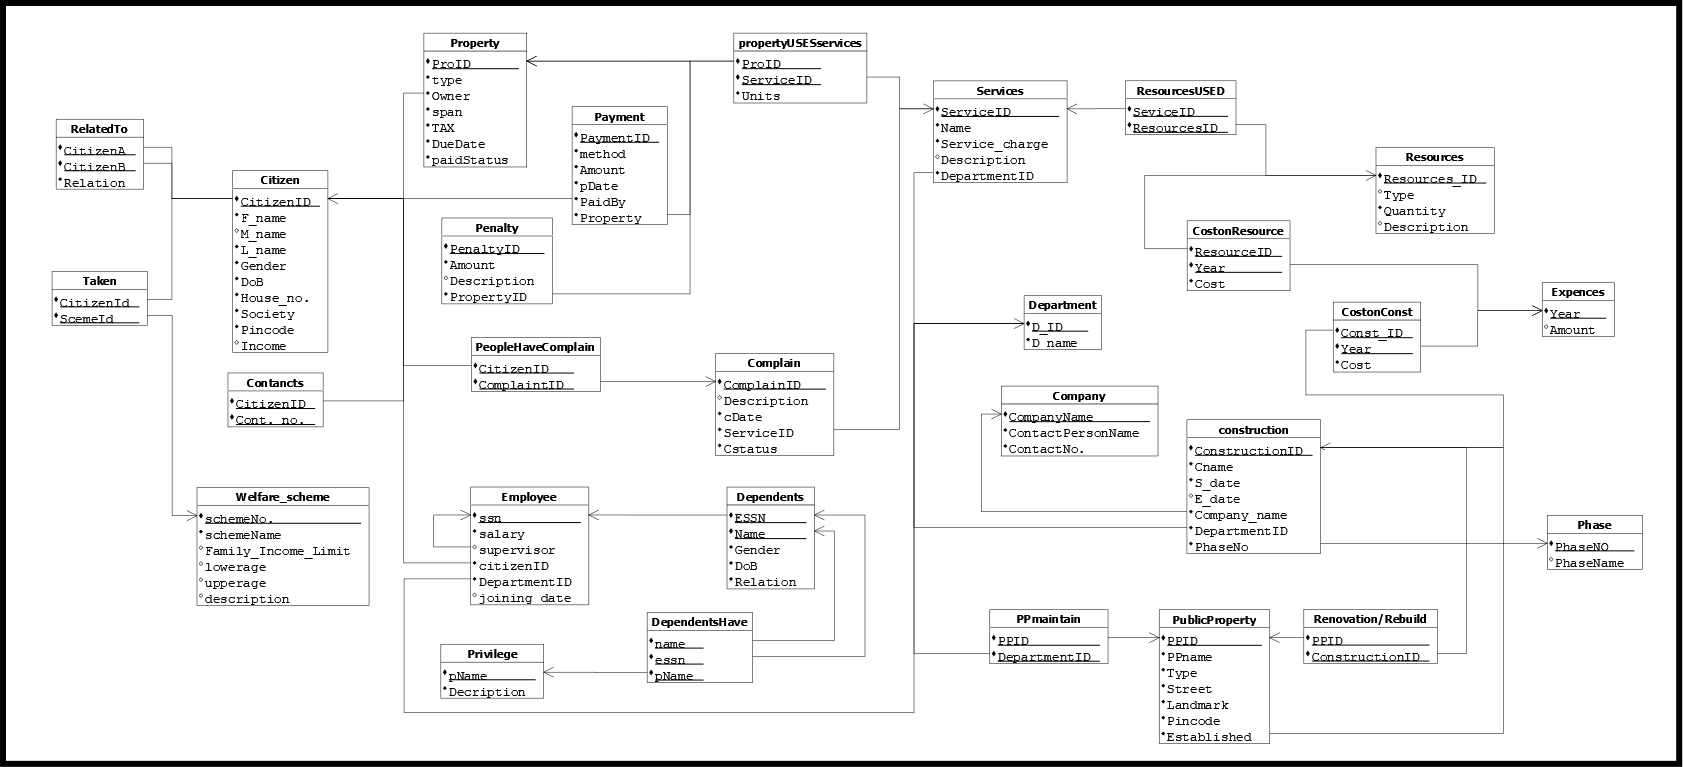 Property
ProID
type
Owner
span
TAX
DueDate
paidStatus
propertyUSESservices
ProID
ServiceID
Units
Services
ServiceID
Name
Service_charge
Description
DepartmentID
ResourcesUSED
SeviceID
ResourcesID
Payment
PaymentID
method
Amount
pDate
PaidBy
Property
RelatedTo
CitizenA
CitizenB
Relation
Resources
Resources_ID
Type
Quantity
Description
Citizen
CitizenID
F_name
M_name
L_name
Gender
DoB
House_no.
Society
Pincode
Income
Penalty
PenaltyID
Amount
Description
PropertyID
CostonResource
ResourceID
Year
Cost
Taken
CitizenId
ScemeId
Department
D_ID
D_name
Expences
Year
Amount
CostonConst
Const_ID
Year
Cost
PeopleHaveComplain
CitizenID
ComplaintID
Complain
ComplainID
Description
cDate
ServiceID
Cstatus
Contancts
CitizenID
Cont. no.
Company
CompanyName
ContactPersonName
ContactNo.
construction
ConstructionID
Cname
S_date
E_date
Company_name
DepartmentID
PhaseNo
Welfare_scheme
schemeNo.
schemeName
Family_Income_Limit
lowerage
upperage
description
Employee
ssn
salary
supervisor
citizenID
DepartmentID
joining_date
Dependents
ESSN
Name
Gender
DoB
Relation
Phase
PhaseNO
PhaseName
DependentsHave
name
essn
pName
Privilege
pName
Decription
PPmaintain
PPID
DepartmentID
PublicProperty
PPID
PPname
Type
Street
Landmark
Pincode
Established
Renovation/Rebuild
PPID
ConstructionID